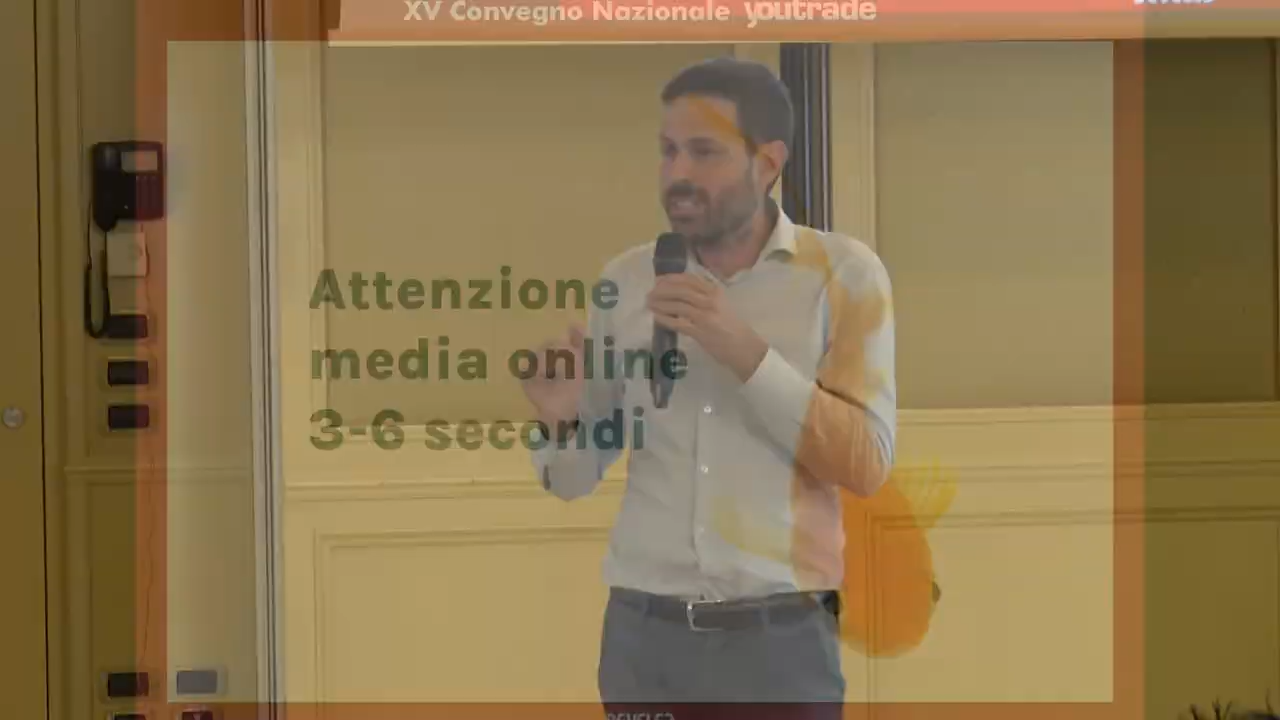 XV Convegno Nazionale youtrade
Attenzione
media online
3-6 secondi